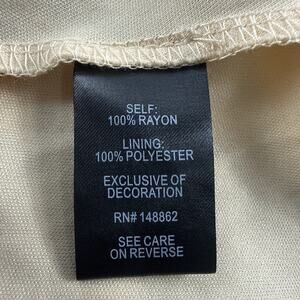 SELF:
100% RAYON
LINING:
100% POLYESTER
EXCLUSIVE OF
DECORATION
RN# 148862
SEE CARE
ON REVERSE